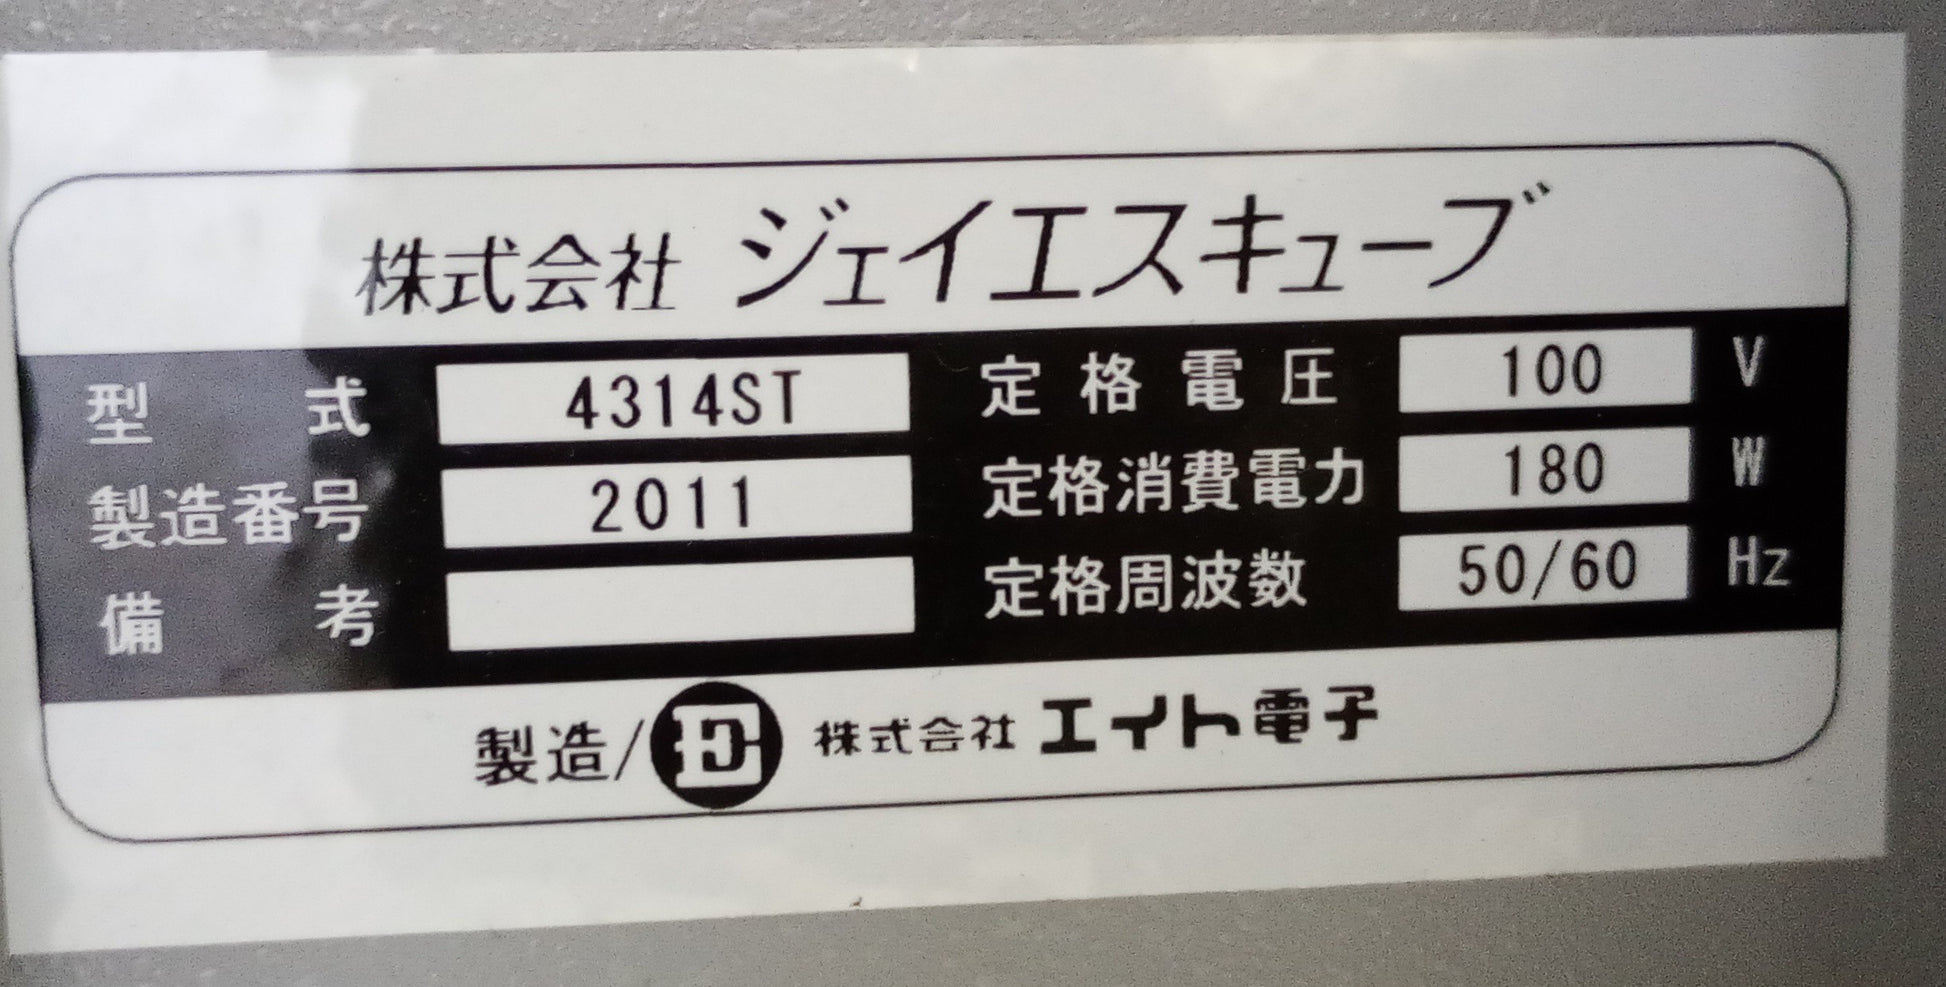 株式会社 ジェイエスキューブ
型式 4314ST 定格電圧 100 V
製造番号 2011 定格消費電力 180 W
備考 定格周波数 50/60 Hz
製造/E 株式会社 エイト電子